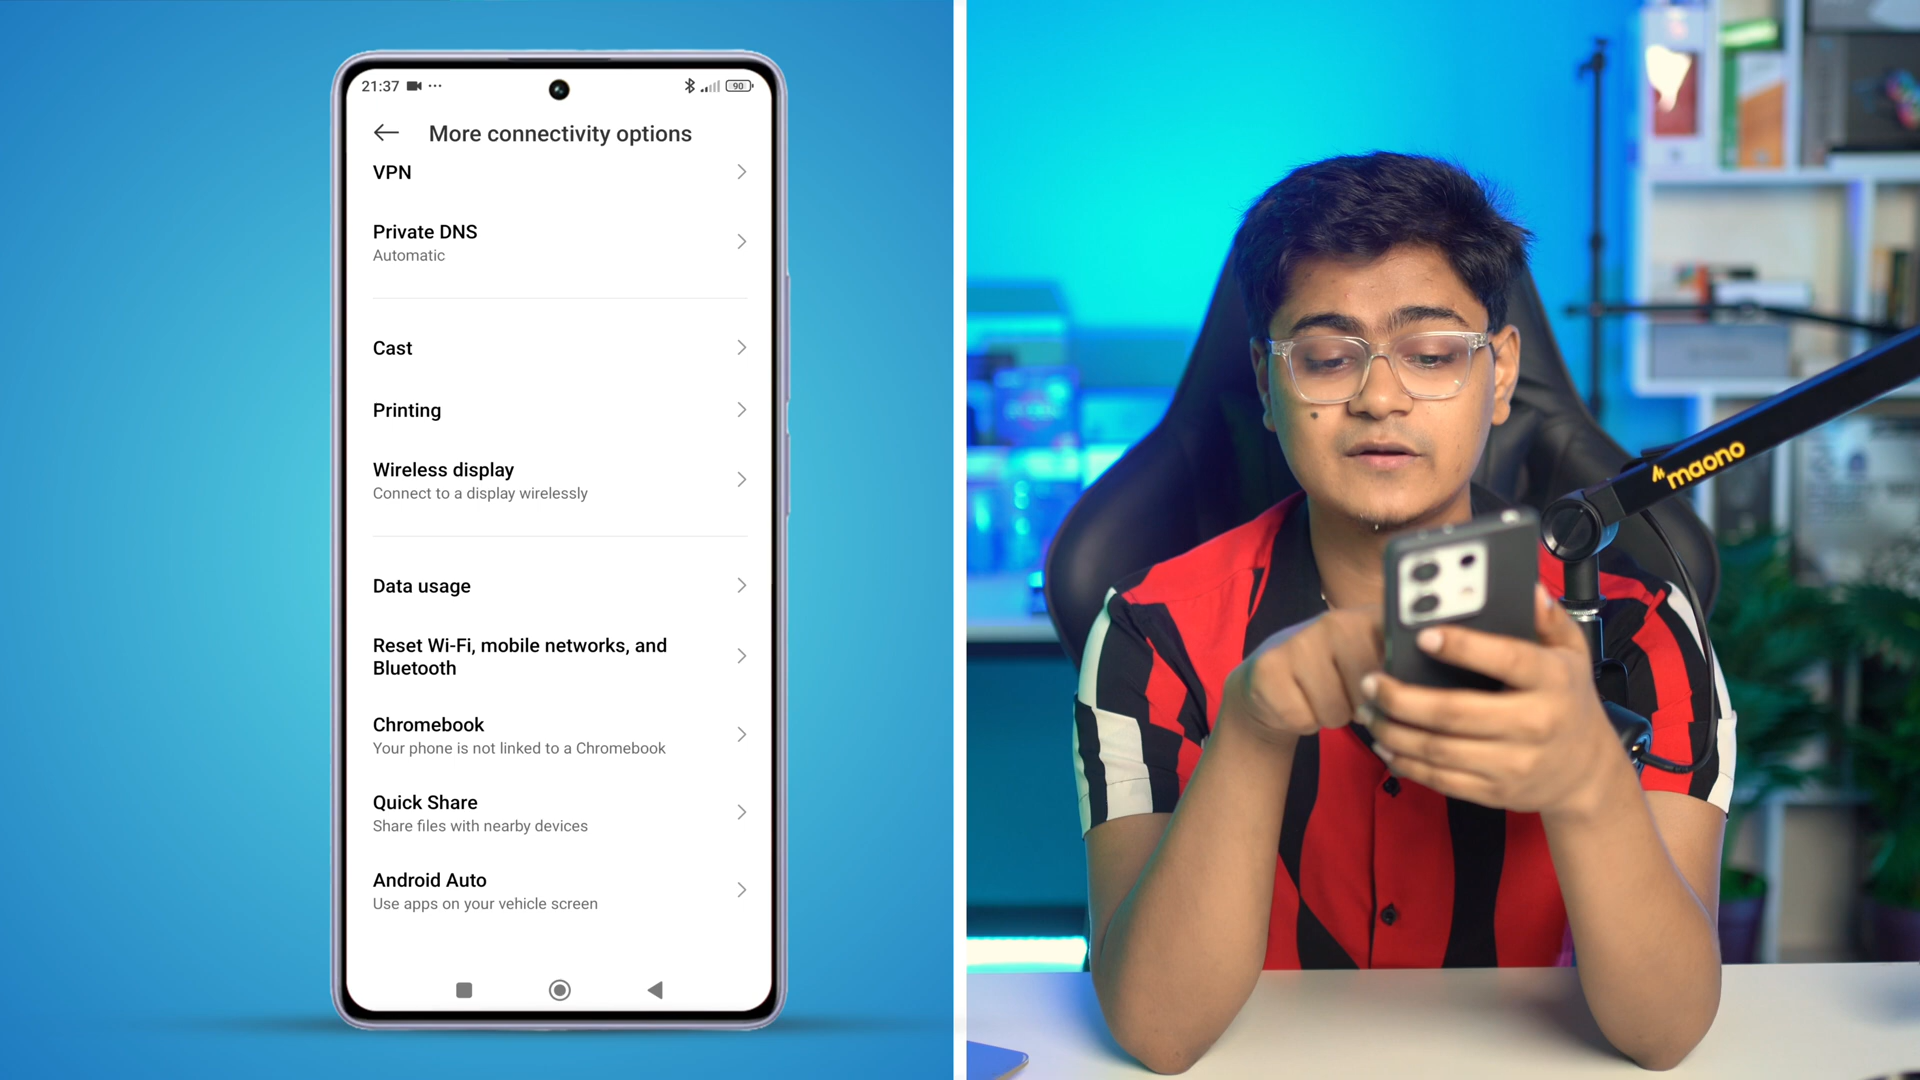 21:37 ··· 90
More connectivity options
VPN
Private DNS
Automatic
Cast
Printing
Wireless display
Connect to a display wirelessly
Data usage
Reset Wi-Fi, mobile networks, and
Bluetooth
Chromebook
Your phone is not linked to a Chromebook
Quick Share
Share files with nearby devices
Android Auto
Use apps on your vehicle screen
maono